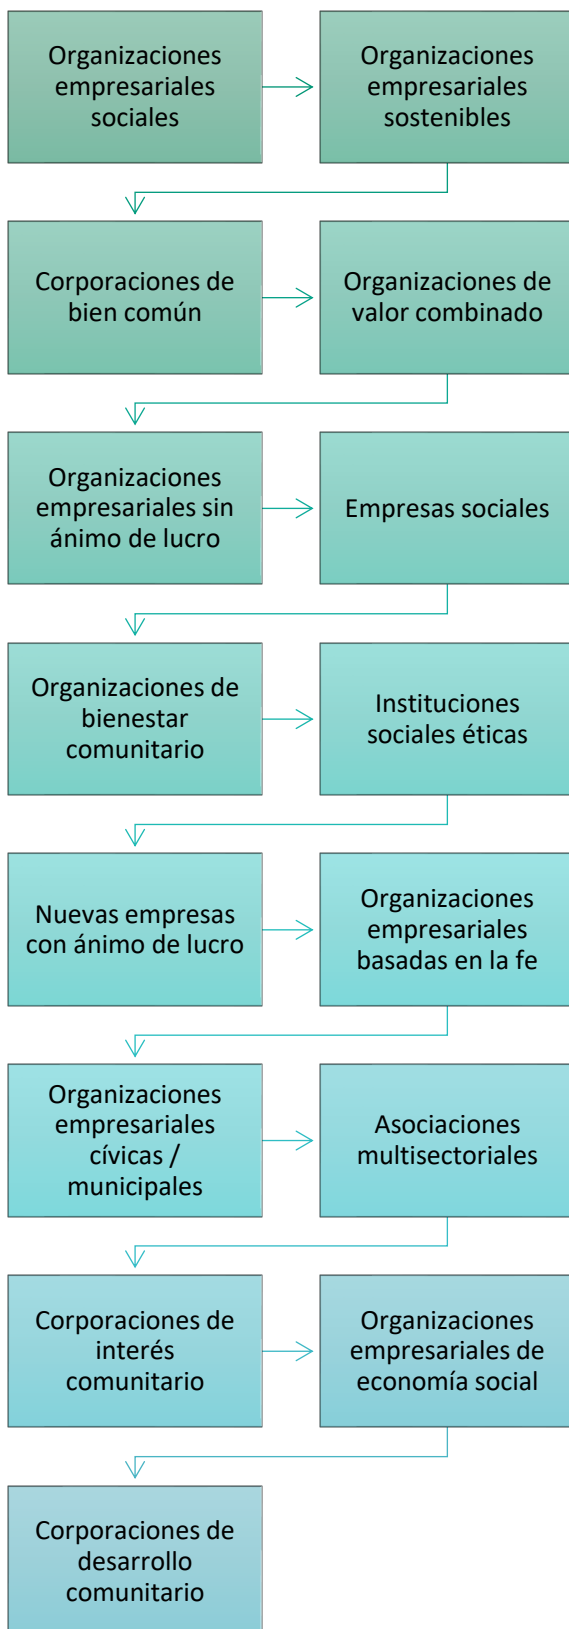 Organizaciones
empresariales
sociales
Organizaciones
empresariales
sostenibles
Corporaciones de
bien común
Organizaciones de
valor combinado
Organizaciones
empresariales sin
ánimo de lucro
Empresas sociales
Organizaciones de
bienestar
comunitario
Instituciones
sociales éticas
Nuevas empresas
con ánimo de lucro
Organizaciones
empresariales
basadas en la fe
Organizaciones
empresariales
cívicas /
municipales
Asociaciones
multisectoriales
Corporaciones de
interés
comunitario
Organizaciones
empresariales de
economía social
Corporaciones de
desarrollo
comunitario